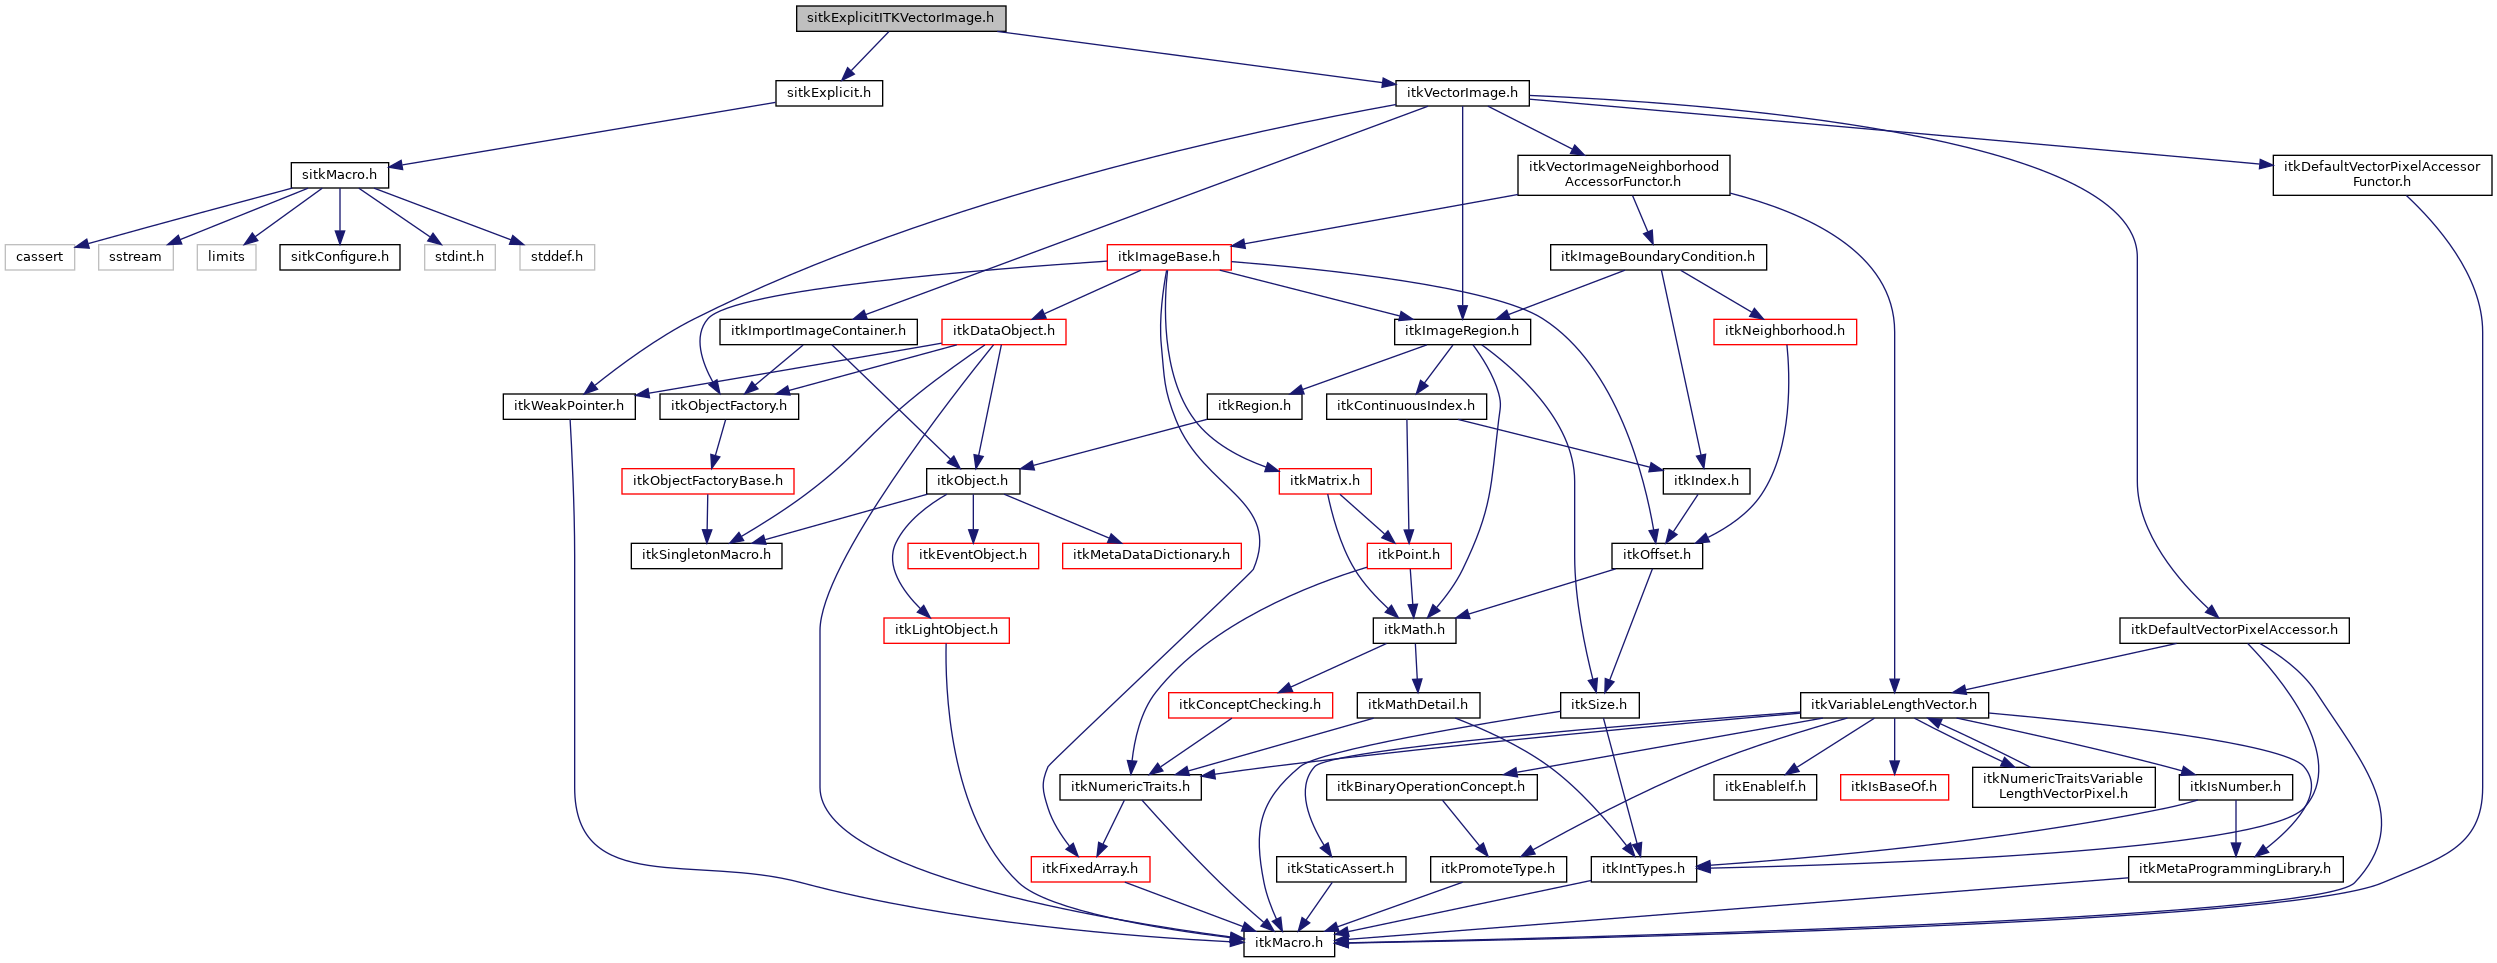 sitkExplicitITKVectorImage.h
sitkExplicit.h
itkVectorImage.h
sitkMacro.h
itkVectorImageNeighborhood
AccessorFunctor.h
itkDefaultVectorPixelAccessor
Functor.h
cassert
sstream
limits
sitkConfigure.h
stdint.h
stddef.h
itkImageBase.h
itkImageBoundaryCondition.h
itkImportImageContainer.h
itkDataObject.h
itkImageRegion.h
itkNeighborhood.h
itkWeakPointer.h
itkObjectFactory.h
itkRegion.h
itkContinuousIndex.h
itkObjectFactoryBase.h
itkObject.h
itkMatrix.h
itkIndex.h
itkSingletonMacro.h
itkEventObject.h
itkMetaDataDictionary.h
itkPoint.h
itkOffset.h
itkLightObject.h
itkMath.h
itkDefaultVectorPixelAccessor.h
itkConceptChecking.h
itkMathDetail.h
itkSize.h
itkVariableLengthVector.h
itkNumericTraits.h
itkBinaryOperationConcept.h
itkEnableIf.h
itkIsBaseOf.h
itkNumericTraitsVariable
LengthVectorPixel.h
itkIsNumber.h
itkFixedArray.h
itkStaticAssert.h
itkPromoteType.h
itkIntTypes.h
itkMetaProgrammingLibrary.h
itkMacro.h